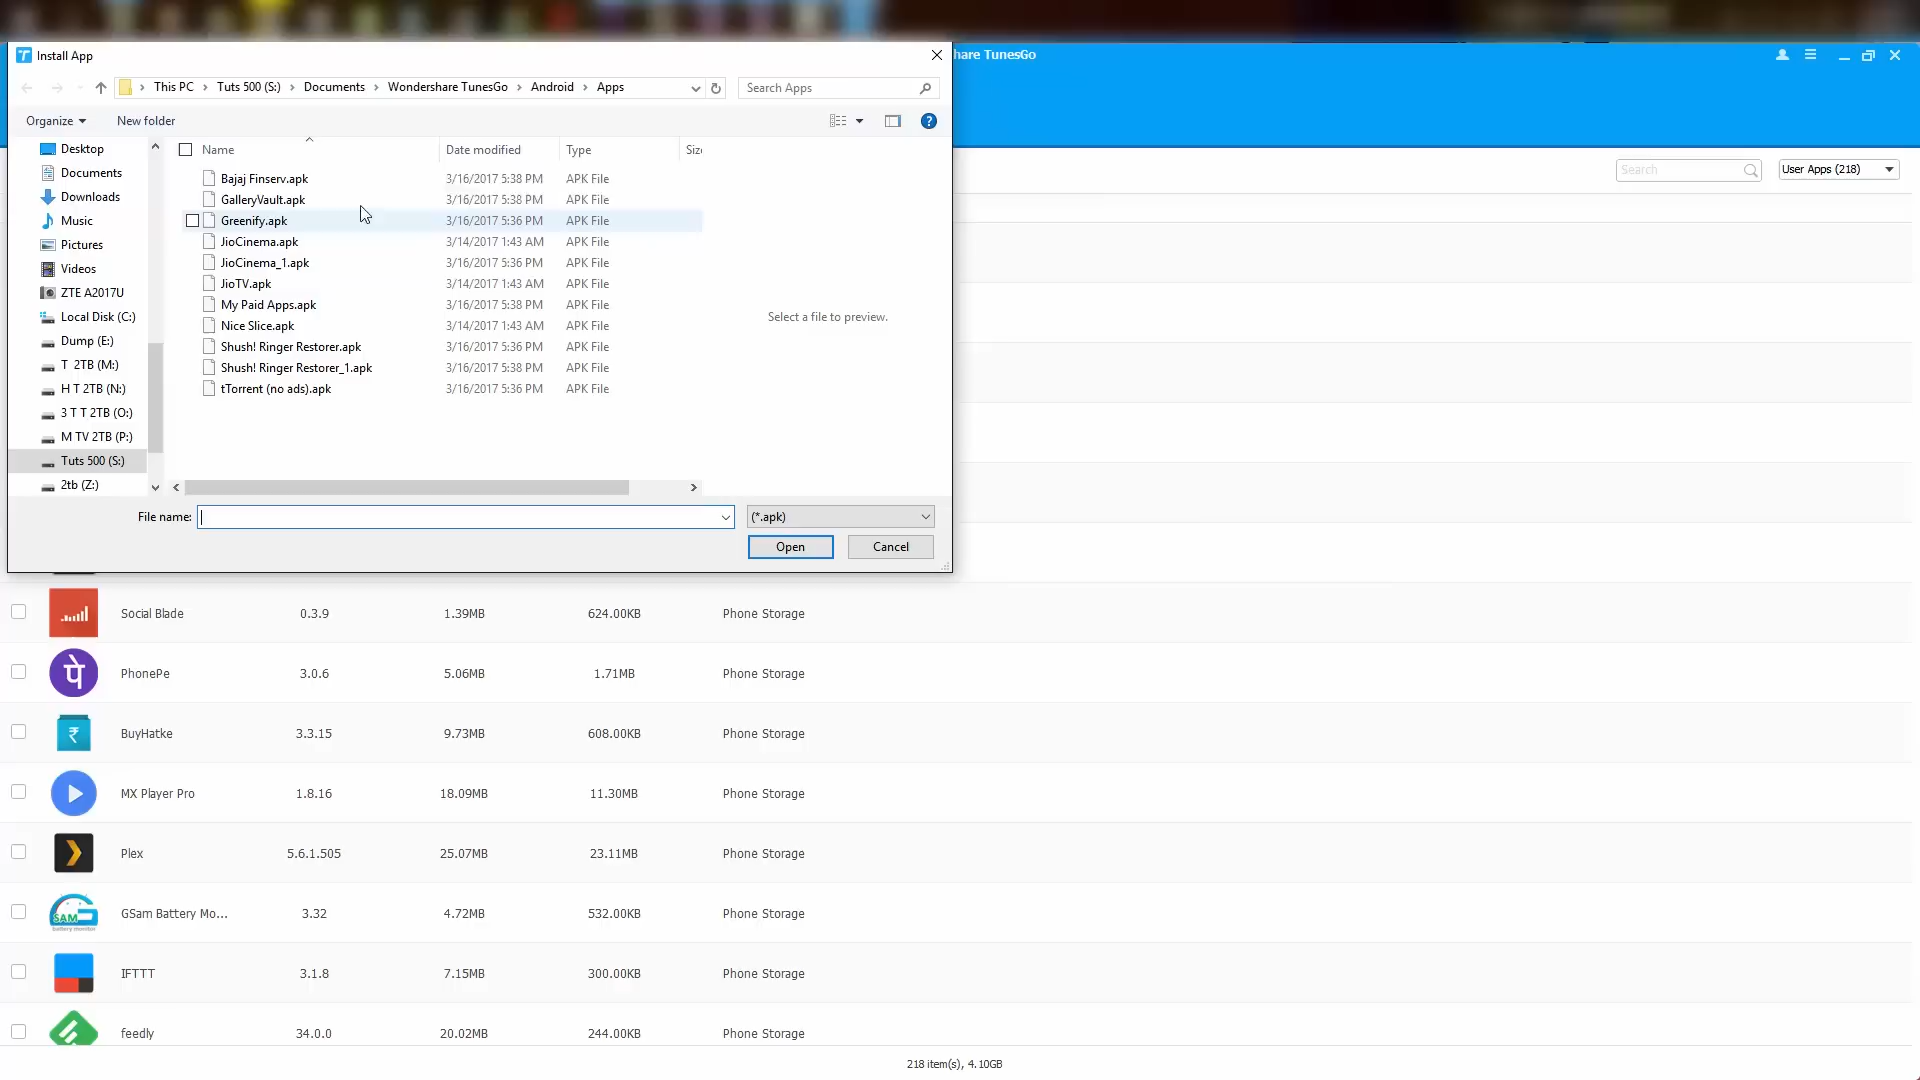 Install App
hare TunesGo
This PC > Tuts 500 (S:) > Documents > Wondershare TunesGo > Android > Apps
Search Apps
Organize
New folder
Search
User Apps (218)
Desktop
Documents
Downloads
Music
Pictures
Videos
ZTE A2017U
Local Disk (C:)
Dump (E:)
T 2TB (M:)
H T 2TB (N:)
3 T T 2TB (O:)
M TV 2TB (P:)
Tuts 500 (S:)
2tb (Z:)
Name Date modified Type Size
Bajaj Finserv.apk 3/16/2017 5:38 PM APK File
GalleryVault.apk 3/16/2017 5:38 PM APK File
Greenify.apk 3/16/2017 5:36 PM APK File
JioCinema.apk 3/14/2017 1:43 AM APK File
JioCinema_1.apk 3/16/2017 5:36 PM APK File
JioTV.apk 3/14/2017 1:43 AM APK File
My Paid Apps.apk 3/16/2017 5:38 PM APK File
Nice Slice.apk 3/14/2017 1:43 AM APK File
Shush! Ringer Restorer.apk 3/16/2017 5:36 PM APK File
Shush! Ringer Restorer_1.apk 3/16/2017 5:38 PM APK File
tTorrent (no ads).apk 3/16/2017 5:36 PM APK File
Select a file to preview.
File name:
(*.apk)
Open
Cancel
Social Blade 0.3.9 1.39MB 624.00KB Phone Storage
पे PhonePe 3.0.6 5.06MB 1.71MB Phone Storage
₹ BuyHatke 3.3.15 9.73MB 608.00KB Phone Storage
MX Player Pro 1.8.16 18.09MB 11.30MB Phone Storage
Plex 5.6.1.505 25.07MB 23.11MB Phone Storage
SAM battery monitor GSam Battery Mo... 3.32 4.72MB 532.00KB Phone Storage
IFTTT 3.1.8 7.15MB 300.00KB Phone Storage
feedly 34.0.0 20.02MB 244.00KB Phone Storage
218 item(s), 4.10GB